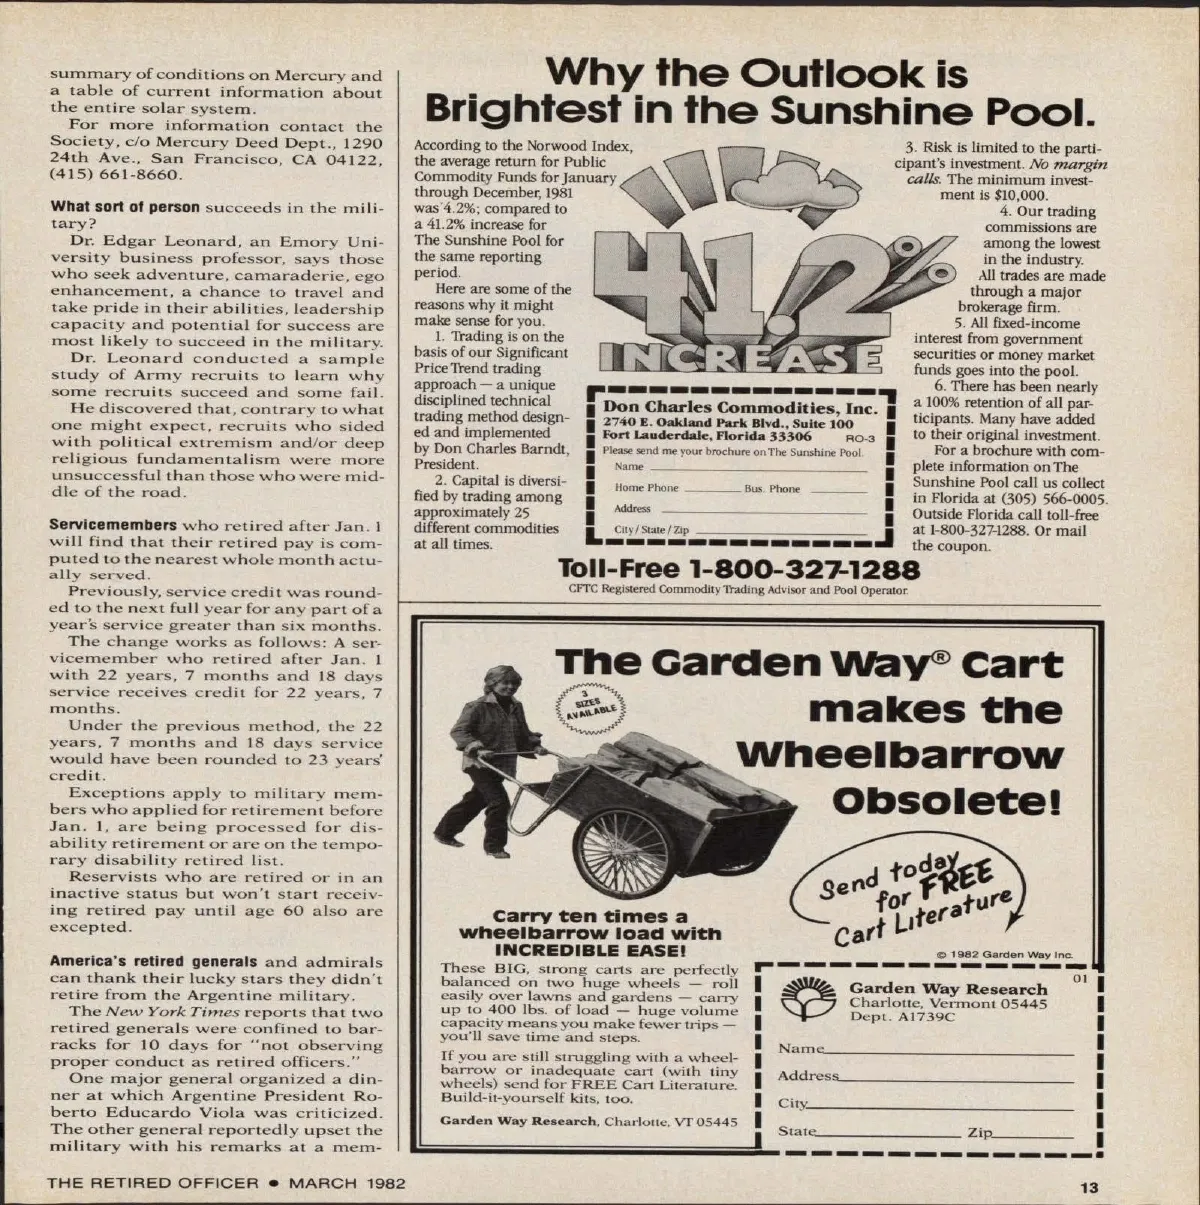 summary of conditions on Mercury and
a table of current information about
the entire solar system.
For more information contact the
Society, c/o Mercury Deed Dept., 1290
24th Ave., San Francisco, CA 04122,
(415) 661-8660.
What sort of person succeeds in the mili-
tary?
Dr. Edgar Leonard, an Emory Uni-
versity business professor, says those
who seek adventure, camaraderie, ego
enhancement, a chance to travel and
take pride in their abilities, leadership
capacity and potential for success are
most likely to succeed in the military.
Dr. Leonard conducted a sample
study of Army recruits to learn why
some recruits succeed and some fail.
He discovered that, contrary to what
one might expect, recruits who sided
with political extremism and/or deep
religious fundamentalism were more
unsuccessful than those who were mid-
dle of the road.
Servicemembers who retired after Jan. 1
will find that their retired pay is com-
puted to the nearest whole month actu-
ally served.
Previously, service credit was round-
ed to the next full year for any part of a
year's service greater than six months.
The change works as follows: A ser-
vicemember who retired after Jan. 1
with 22 years, 7 months and 18 days
service receives credit for 22 years, 7
months.
Under the previous method, the 22
years, 7 months and 18 days service
would have been rounded to 23 years'
credit.
Exceptions apply to military mem-
bers who applied for retirement before
Jan. 1, are being processed for dis-
ability retirement or are on the tempo-
rary disability retired list.
Reservists who are retired or in an
inactive status but won't start receiv-
ing retired pay until age 60 also are
excepted.
America's retired generals and admirals
can thank their lucky stars they didn't
retire from the Argentine military.
The New York Times reports that two
retired generals were confined to bar-
racks for 10 days for "not observing
proper conduct as retired officers."
One major general organized a din-
ner at which Argentine President Ro-
berto Educardo Viola was criticized.
The other general reportedly upset the
military with his remarks at a mem-
Why the Outlook is
Brightest in the Sunshine Pool.
According to the Norwood Index,
the average return for Public
Commodity Funds for January
through December, 1981
was 4.2%; compared to
a 41.2% increase for
The Sunshine Pool for
the same reporting
period.
Here are some of the
reasons why it might
make sense for you.
1. Trading is on the
basis of our Significant
Price Trend trading
approach — a unique
disciplined technical
trading method design-
ed and implemented
by Don Charles Barndt,
President.
2. Capital is diversi-
fied by trading among
approximately 25
different commodities
at all times.
41.2%
INCREASE
3. Risk is limited to the parti-
cipant's investment. No margin
calls. The minimum invest-
ment is $10,000.
4. Our trading
commissions are
among the lowest
in the industry.
All trades are made
through a major
brokerage firm.
5. All fixed-income
interest from government
securities or money market
funds goes into the pool.
6. There has been nearly
a 100% retention of all par-
ticipants. Many have added
to their original investment.
For a brochure with com-
plete information on The
Sunshine Pool call us collect
in Florida at (305) 566-0005.
Outside Florida call toll-free
at 1-800-327-1288. Or mail
the coupon.
Don Charles Commodities, Inc.
2740 E. Oakland Park Blvd., Suite 100
Fort Lauderdale, Florida 33306 RO-3
Please send me your brochure on The Sunshine Pool.
Name
Home Phone Bus. Phone
Address
City / State / Zip
Toll-Free 1-800-327-1288
CFTC Registered Commodity Trading Advisor and Pool Operator.
The Garden Way® Cart
makes the
Wheelbarrow
Obsolete!
3
SIZES
AVAILABLE
Send today
for FREE
Cart Literature
© 1982 Garden Way Inc.
Carry ten times a
wheelbarrow load with
INCREDIBLE EASE!
These BIG, strong carts are perfectly
balanced on two huge wheels — roll
easily over lawns and gardens — carry
up to 400 lbs. of load — huge volume
capacity means you make fewer trips —
you'll save time and steps.
If you are still struggling with a wheel-
barrow or inadequate cart (with tiny
wheels) send for FREE Cart Literature.
Build-it-yourself kits, too.
Garden Way Research, Charlotte, VT 05445
01
Garden Way Research
Charlotte, Vermont 05445
Dept. A1739C
Name
Address
City
State Zip
THE RETIRED OFFICER • MARCH 1982
13